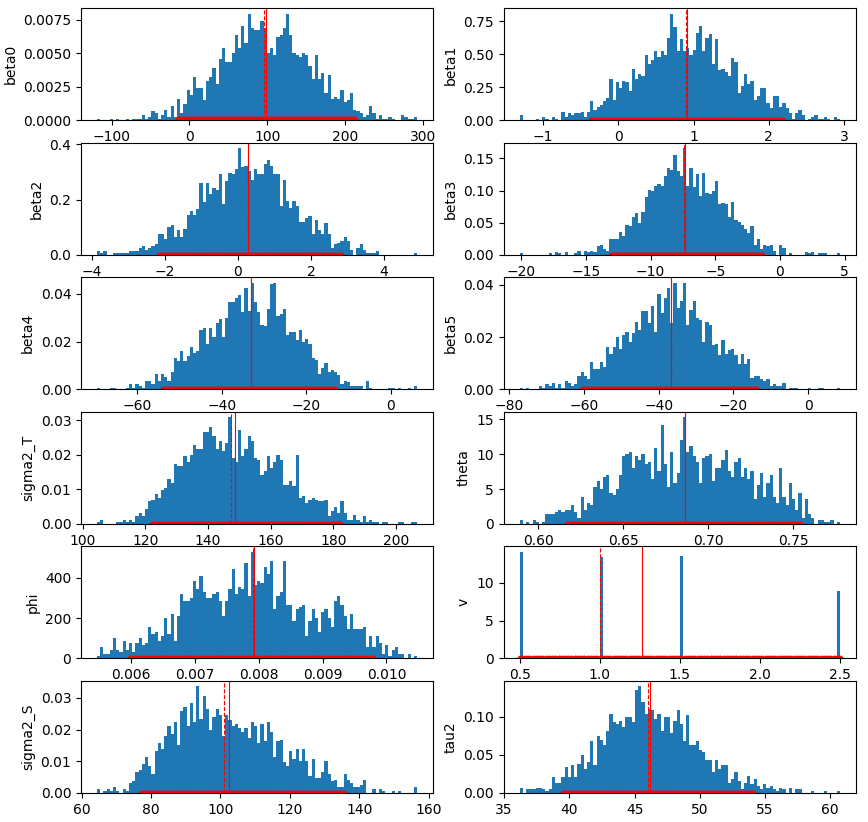 beta0
0.0075
0.0050
0.0025
0.0000
−100 0 100 200 300
beta1
0.75
0.50
0.25
0.00
−1 0 1 2 3
beta2
0.4
0.2
0.0
−4 −2 0 2 4
beta3
0.15
0.10
0.05
0.00
−20 −15 −10 −5 0 5
beta4
0.04
0.02
0.00
−60 −40 −20 0
beta5
0.04
0.02
0.00
−80 −60 −40 −20 0
sigma2_T
0.03
0.02
0.01
0.00
100 120 140 160 180 200
theta
15
10
5
0
0.60 0.65 0.70 0.75
phi
400
200
0
0.006 0.007 0.008 0.009 0.010
v
10
5
0
0.5 1.0 1.5 2.0 2.5
sigma2_S
0.03
0.02
0.01
0.00
60 80 100 120 140 160
tau2
0.10
0.05
0.00
35 40 45 50 55 60